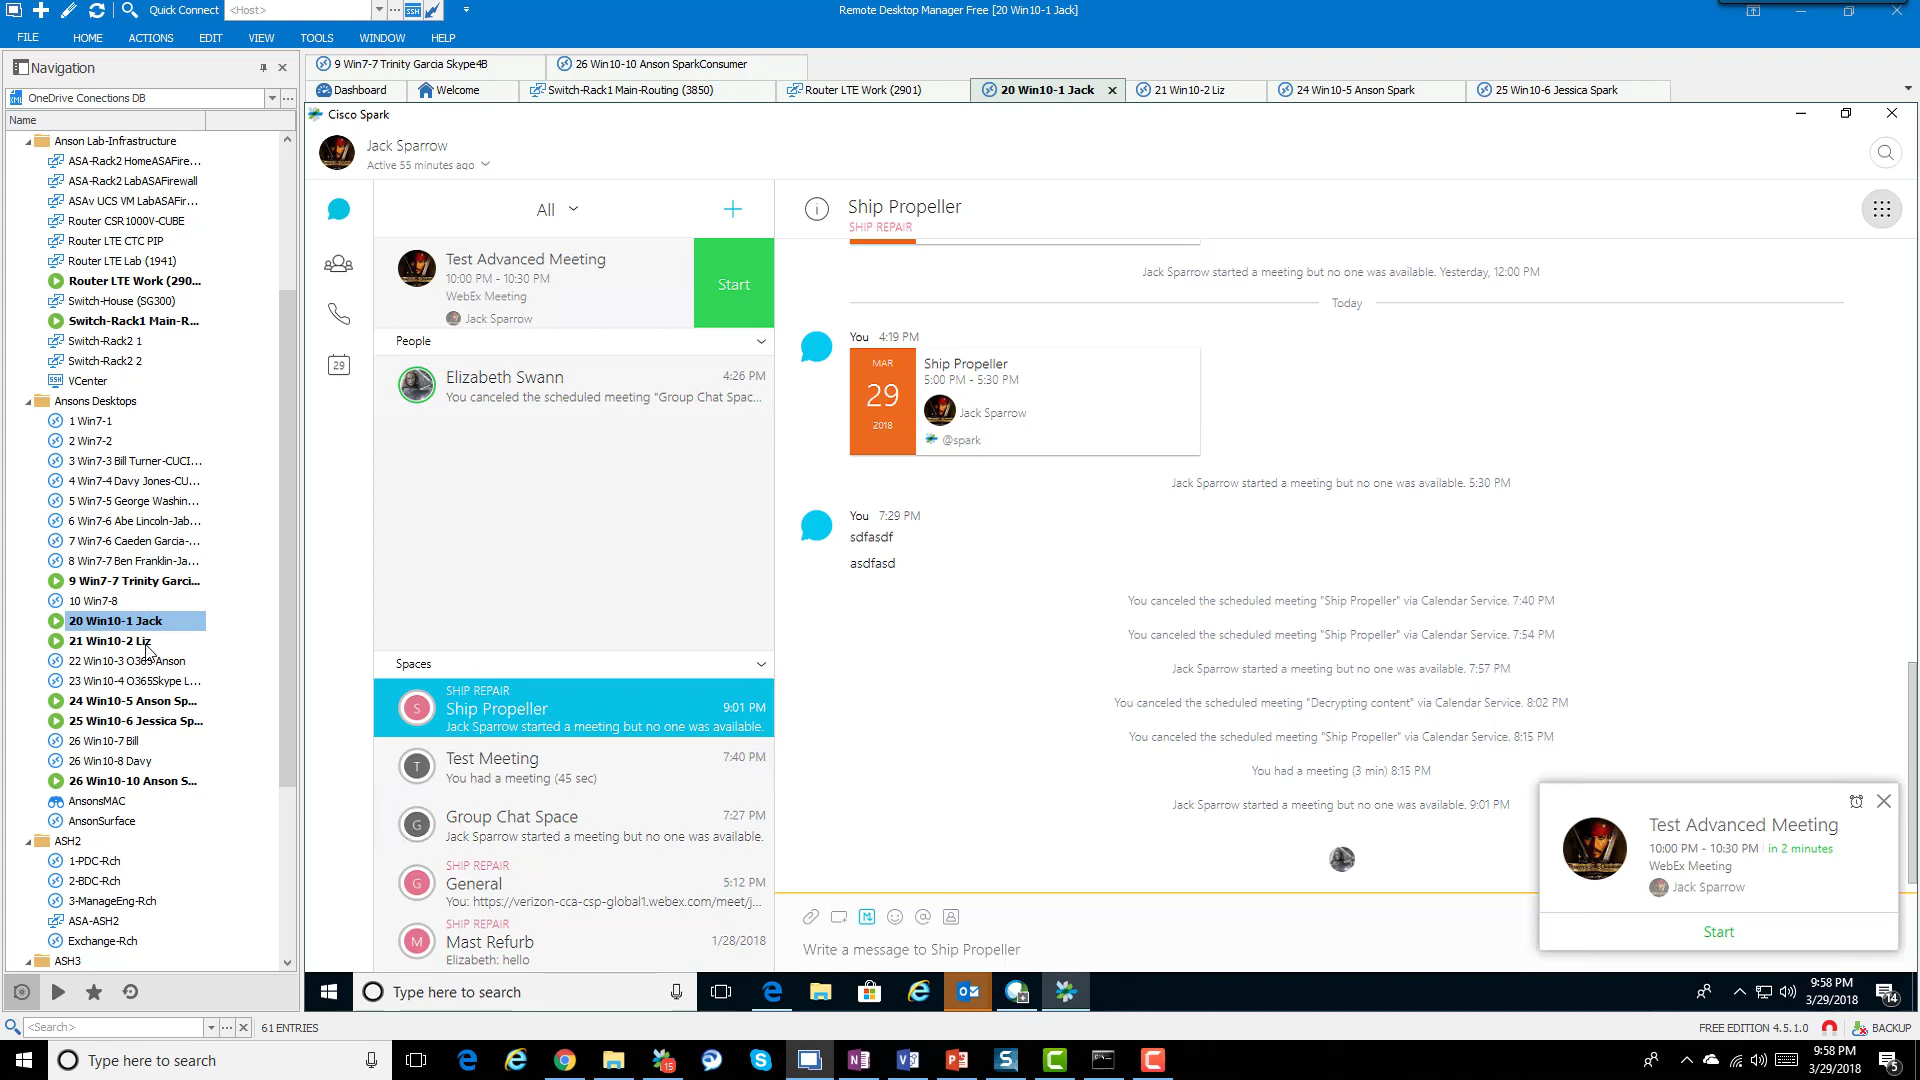 Quick Connect <Host> SSH
Remote Desktop Manager Free [20 Win10-1 Jack]
FILE HOME ACTIONS EDIT VIEW TOOLS WINDOW HELP
Navigation
OneDrive Conections DB
Name
Anson Lab-Infrastructure
ASA-Rack2 HomeASAFire...
ASA-Rack2 LabASAFirewall
ASAv UCS VM LabASAFir...
Router CSR1000V-CUBE
Router LTE CTC PIP
Router LTE Lab (1941)
Router LTE Work (290...
Switch-House (SG300)
Switch-Rack1 Main-R...
Switch-Rack2 1
Switch-Rack2 2
VCenter
Ansons Desktops
1 Win7-1
2 Win7-2
3 Win7-3 Bill Turner-CUCI...
4 Win7-4 Davy Jones-CU...
5 Win7-5 George Washin...
6 Win7-6 Abe Lincoln-Jab...
7 Win7-6 Caeden Garcia-...
8 Win7-7 Ben Franklin-Ja...
9 Win7-7 Trinity Garci...
10 Win7-8
20 Win10-1 Jack
21 Win10-2 Liz
22 Win10-3 O365 Anson
23 Win10-4 O365Skype L...
24 Win10-5 Anson Sp...
25 Win10-6 Jessica Sp...
26 Win10-7 Bill
26 Win10-8 Davy
26 Win10-10 Anson S...
AnsonsMAC
AnsonSurface
ASH2
1-PDC-Rch
2-BDC-Rch
3-ManageEng-Rch
ASA-ASH2
Exchange-Rch
ASH3
<Search>
61 ENTRIES
9 Win7-7 Trinity Garcia Skype4B
26 Win10-10 Anson SparkConsumer
Dashboard
Welcome
Switch-Rack1 Main-Routing (3850)
Router LTE Work (2901)
20 Win10-1 Jack
21 Win10-2 Liz
24 Win10-5 Anson Spark
25 Win10-6 Jessica Spark
Cisco Spark
Jack Sparrow
Active 55 minutes ago
29
All
Test Advanced Meeting
10:00 PM - 10:30 PM
WebEx Meeting
Jack Sparrow
Start
People
Elizabeth Swann 4:26 PM
You canceled the scheduled meeting "Group Chat Spac...
Spaces
SHIP REPAIR
S Ship Propeller 9:01 PM
Jack Sparrow started a meeting but no one was available.
T Test Meeting 7:40 PM
You had a meeting (45 sec)
G Group Chat Space 7:27 PM
Jack Sparrow started a meeting but no one was available.
SHIP REPAIR
G General 5:12 PM
You: https://verizon-cca-csp-global1.webex.com/meet/j...
SHIP REPAIR
M Mast Refurb 1/28/2018
Elizabeth: hello
Ship Propeller
SHIP REPAIR
Jack Sparrow started a meeting but no one was available. Yesterday, 12:00 PM
Today
You 4:19 PM
MAR
29
2018
Ship Propeller
5:00 PM - 5:30 PM
Jack Sparrow
@spark
Jack Sparrow started a meeting but no one was available. 5:30 PM
You 7:29 PM
sdfasdf
asdfasd
You canceled the scheduled meeting "Ship Propeller" via Calendar Service. 7:40 PM
You canceled the scheduled meeting "Ship Propeller" via Calendar Service. 7:54 PM
Jack Sparrow started a meeting but no one was available. 7:57 PM
You canceled the scheduled meeting "Decrypting content" via Calendar Service. 8:02 PM
You canceled the scheduled meeting "Ship Propeller" via Calendar Service. 8:15 PM
You had a meeting (3 min) 8:15 PM
Jack Sparrow started a meeting but no one was available. 9:01 PM
Write a message to Ship Propeller
Test Advanced Meeting
10:00 PM - 10:30 PM in 2 minutes
WebEx Meeting
Jack Sparrow
Start
Type here to search
9:58 PM
3/29/2018
14
FREE EDITION 4.5.1.0 BACKUP
Type here to search
15
9:58 PM
3/29/2018
5